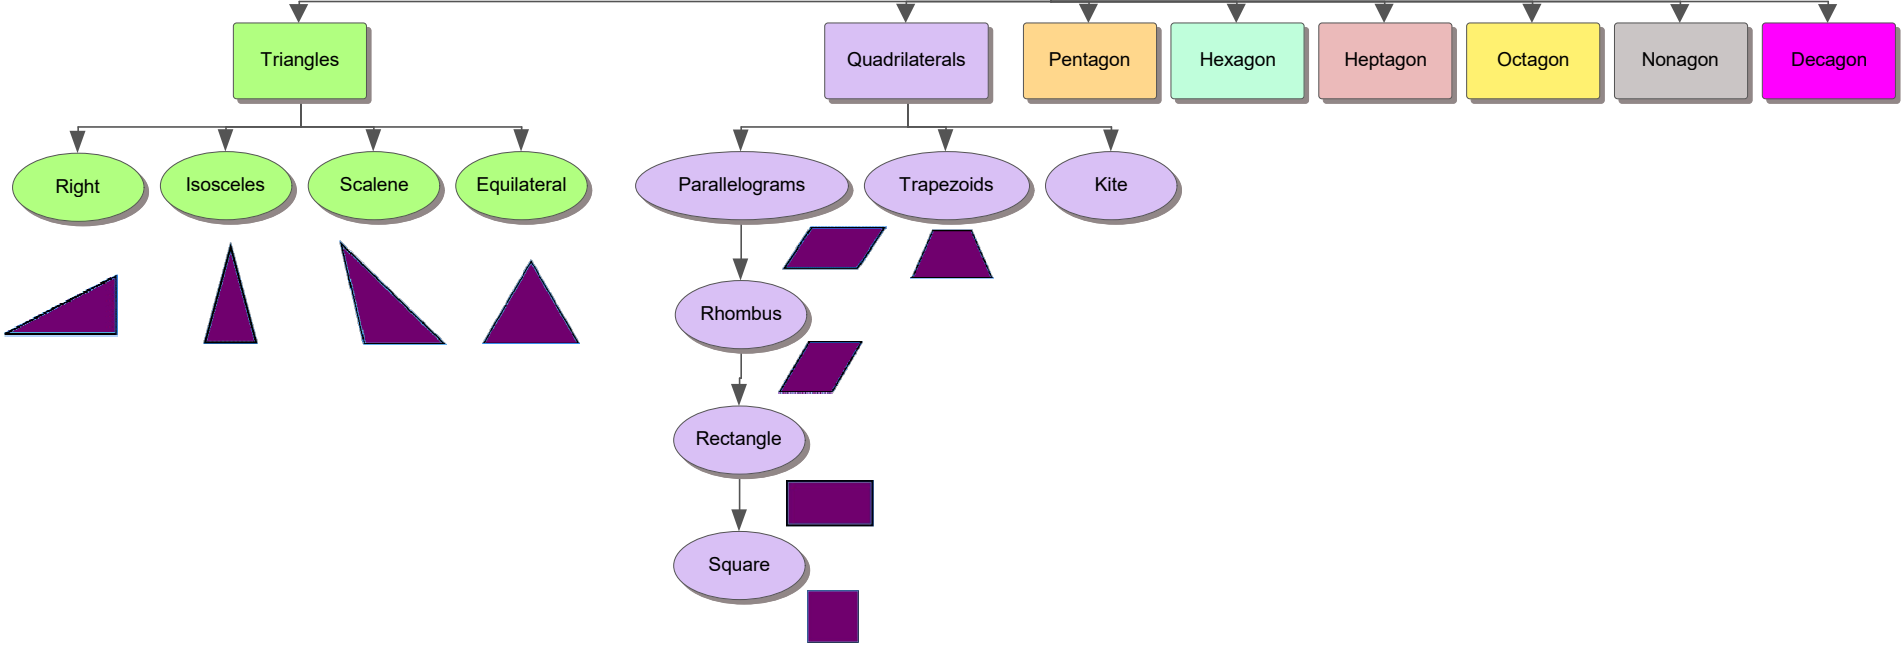 Triangles
Quadrilaterals
Pentagon
Hexagon
Heptagon
Octagon
Nonagon
Decagon
Right
Isosceles
Scalene
Equilateral
Parallelograms
Trapezoids
Kite
Rhombus
Rectangle
Square